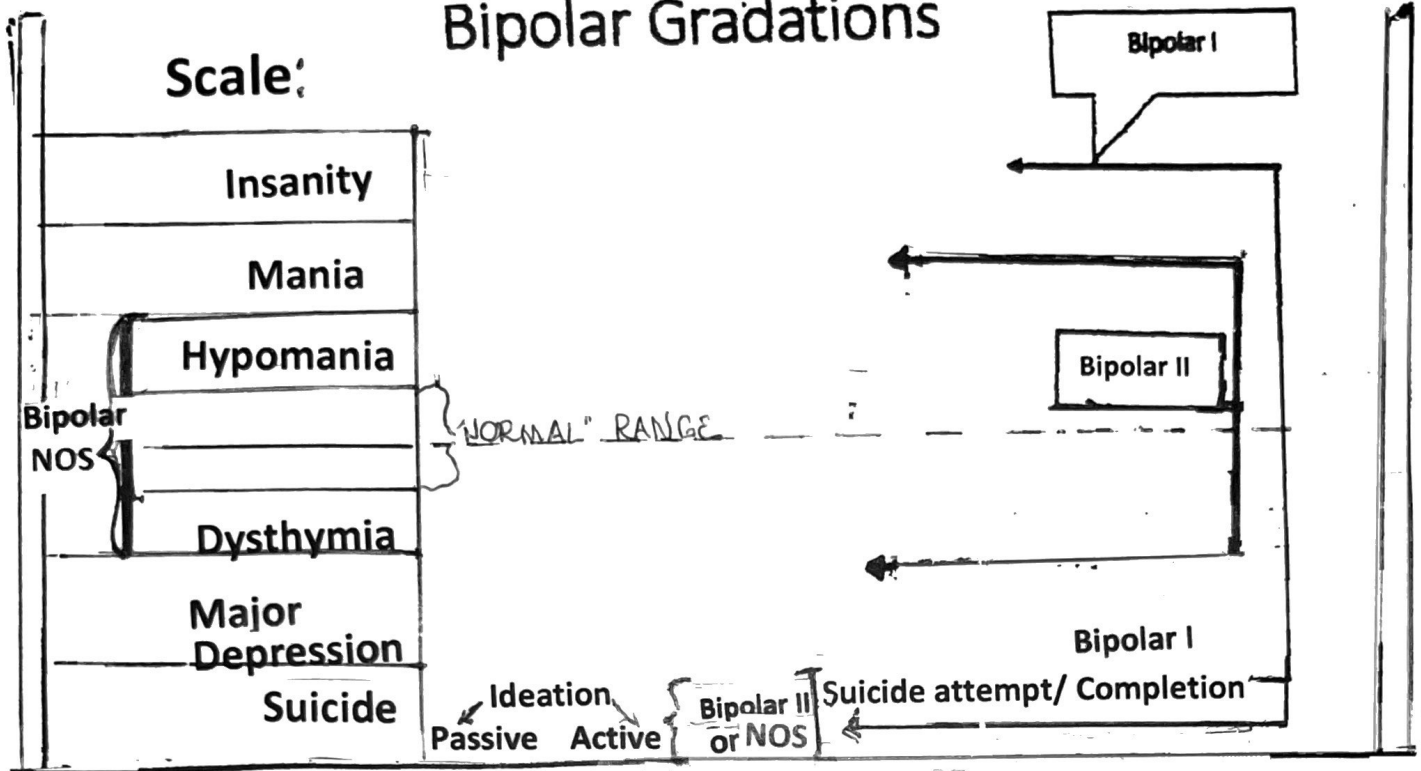 Bipolar Gradations
Scale:
Bipolar I
Insanity
Mania
Hypomania
Bipolar II
Bipolar
NOS
"NORMAL" RANGE
Dysthymia
Major
Depression
Bipolar I
Suicide
Ideation
Passive Active
Bipolar II
or NOS
Suicide attempt/ Completion